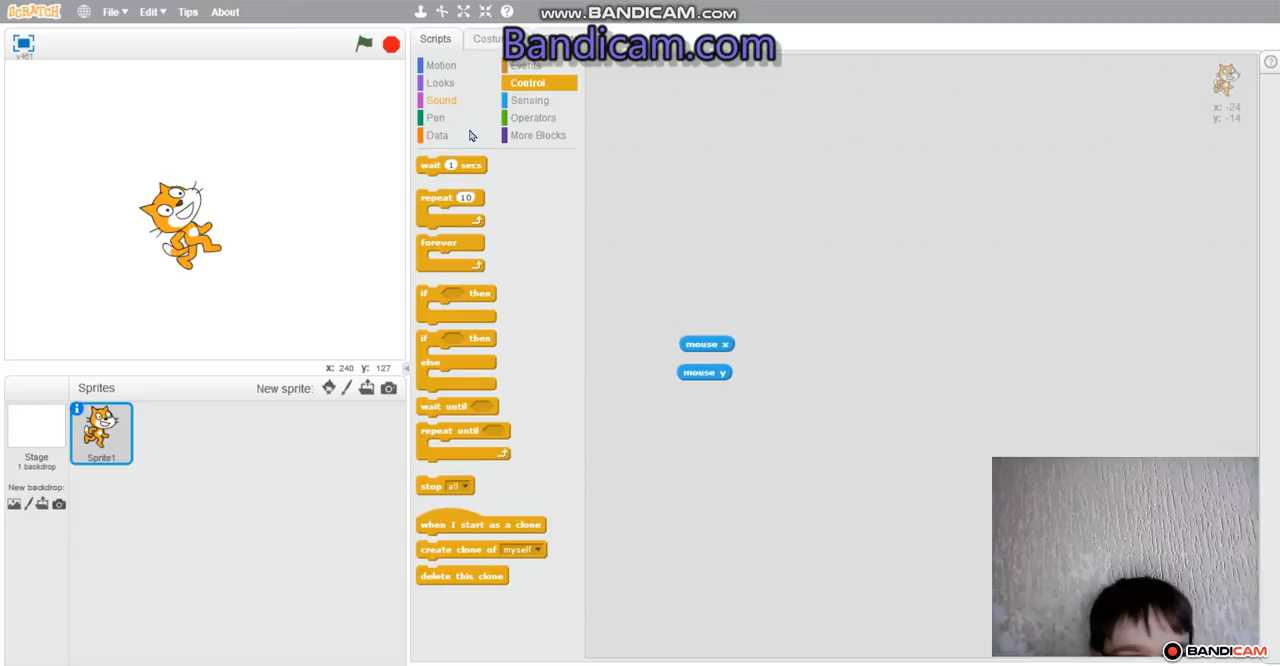 SCRATCH File Edit Tips About
www.BANDICAM.com
v461
Scripts Costu
Bandicam.com
Motion Events
Looks Control
Sound Sensing
Pen Operators
Data More Blocks
x: -24
y: -14
wait 1 secs
repeat 10
forever
if then
if then
else
wait until
repeat until
stop all
when I start as a clone
create clone of myself
delete this clone
mouse x
mouse y
x: 240 y: 127
Sprites New sprite:
Sprite1
Stage
1 backdrop
New backdrop:
BANDICAM